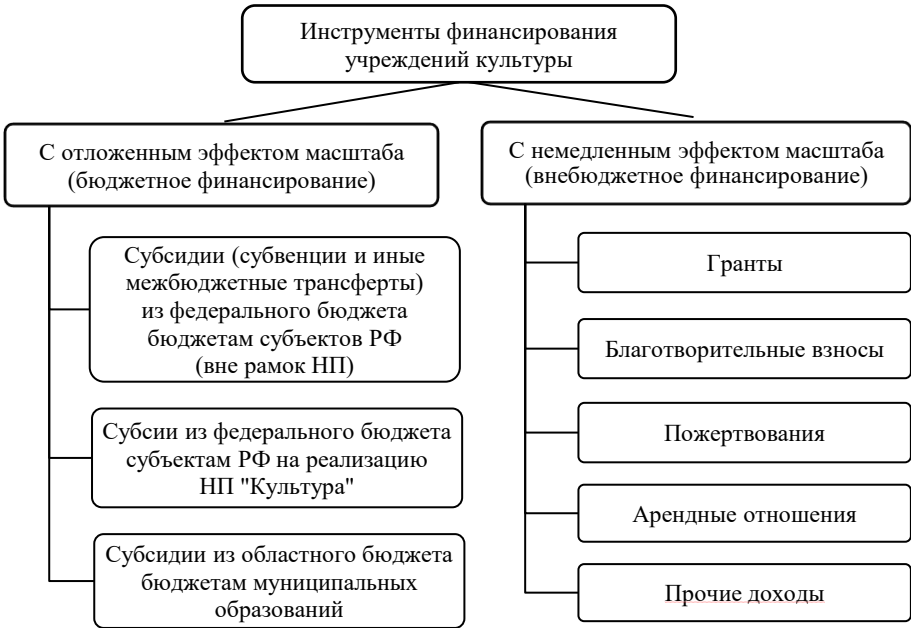 Инструменты финансирования
учреждений культуры
С отложенным эффектом масштаба
(бюджетное финансирование)
Субсидии (субвенции и иные
межбюджетные трансферты)
из федерального бюджета
бюджетам субъектов РФ
(вне рамок НП)
Субсии из федерального бюджета
субъектам РФ на реализацию
НП "Культура"
Субсидии из областного бюджета
бюджетам муниципальных
образований
С немедленным эффектом масштаба
(внебюджетное финансирование)
Гранты
Благотворительные взносы
Пожертвования
Арендные отношения
Прочие доходы